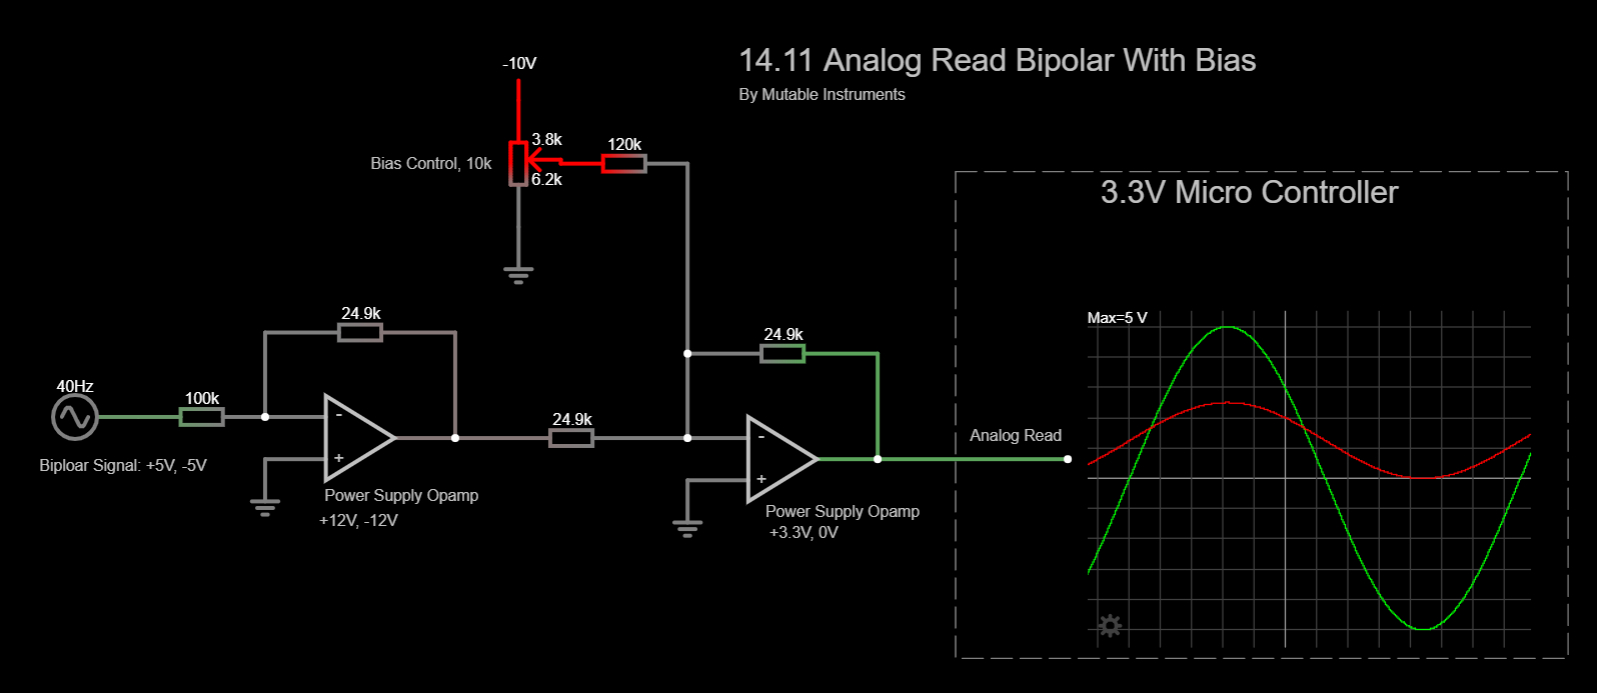 14.11 Analog Read Bipolar With Bias
By Mutable Instruments
-10V
3.8k
Bias Control, 10k
6.2k
120k
3.3V Micro Controller
24.9k
40Hz
100k
-
+
Biploar Signal: +5V, -5V
Power Supply Opamp
+12V, -12V
24.9k
24.9k
-
+
Power Supply Opamp
+3.3V, 0V
Analog Read
Max=5 V